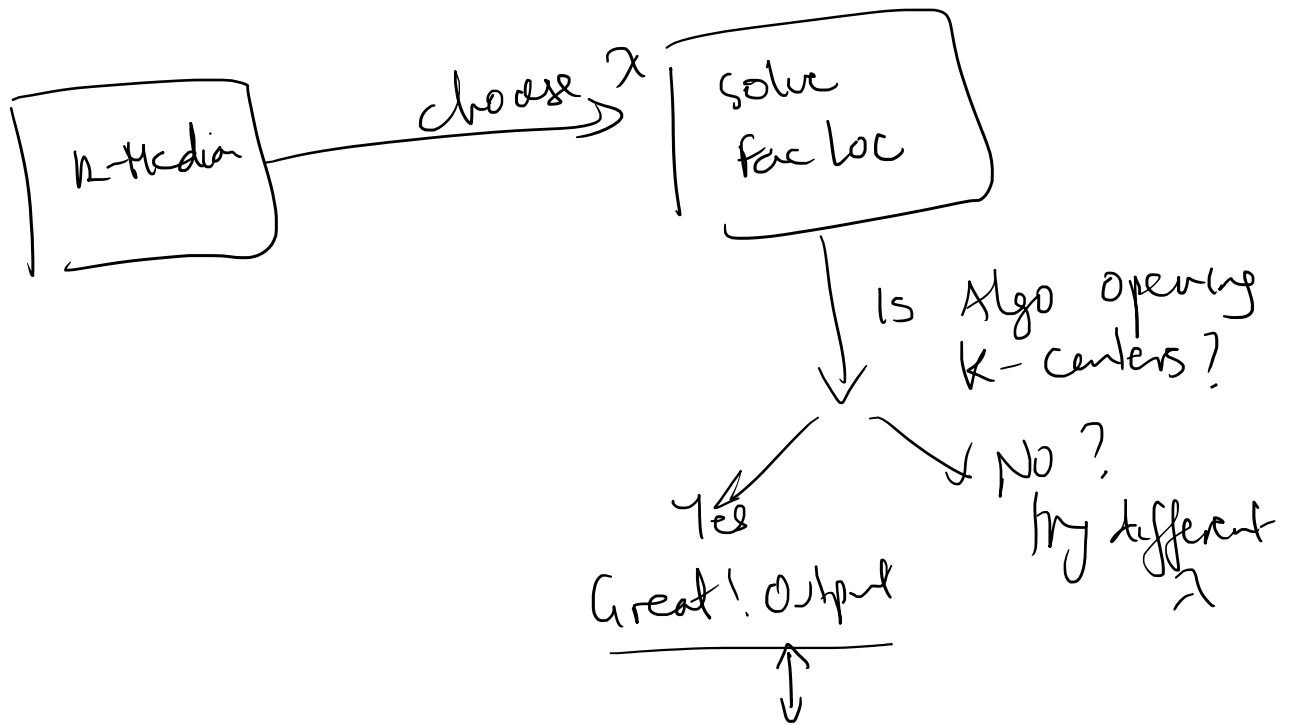 k-Median
choose λ
Solve
Fac Loc
Is Algo opening
K-centers?
No?
Try different
λ
Yes
Great! Output